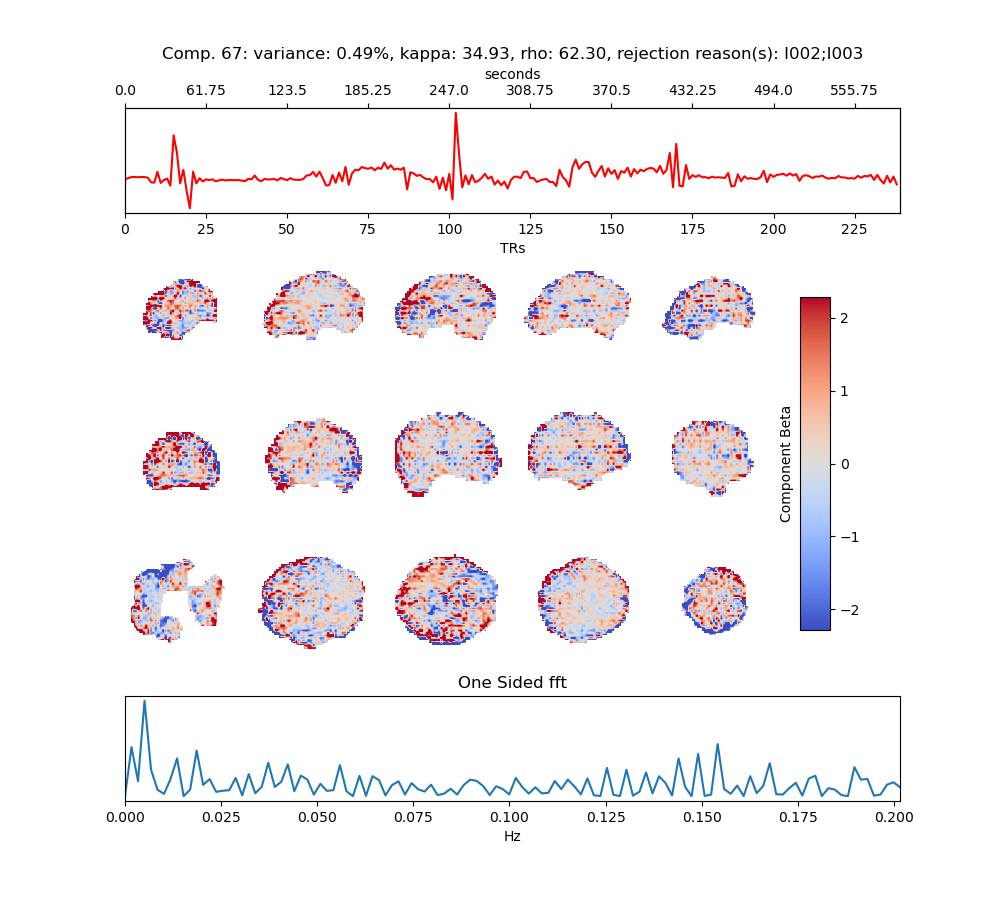 Comp. 67: variance: 0.49%, kappa: 34.93, rho: 62.30, rejection reason(s): I002;I003
seconds
0.0 61.75 123.5 185.25 247.0 308.75 370.5 432.25 494.0 555.75
0 25 50 75 100 125 150 175 200 225
TRs
2
1
0
−1
−2
Component Beta
One Sided fft
0.000 0.025 0.050 0.075 0.100 0.125 0.150 0.175 0.200
Hz